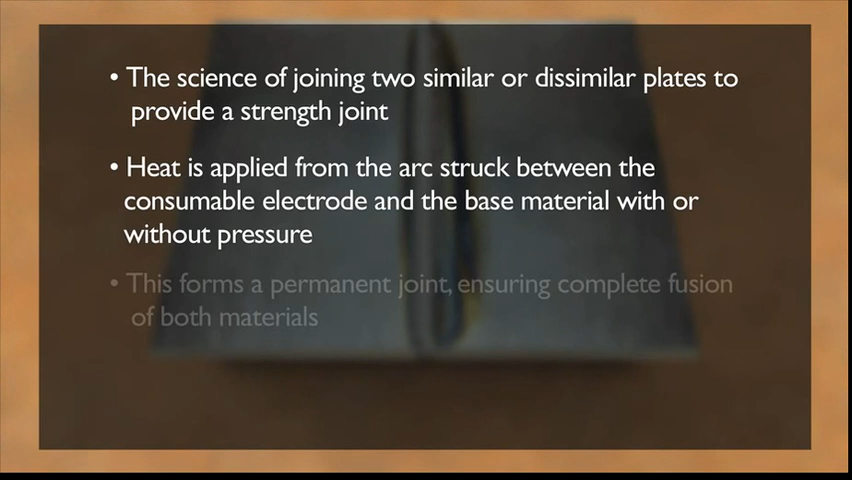 • The science of joining two similar or dissimilar plates to
provide a strength joint
• Heat is applied from the arc struck between the
consumable electrode and the base material with or
without pressure
• This forms a permanent joint, ensuring complete fusion
of both materials